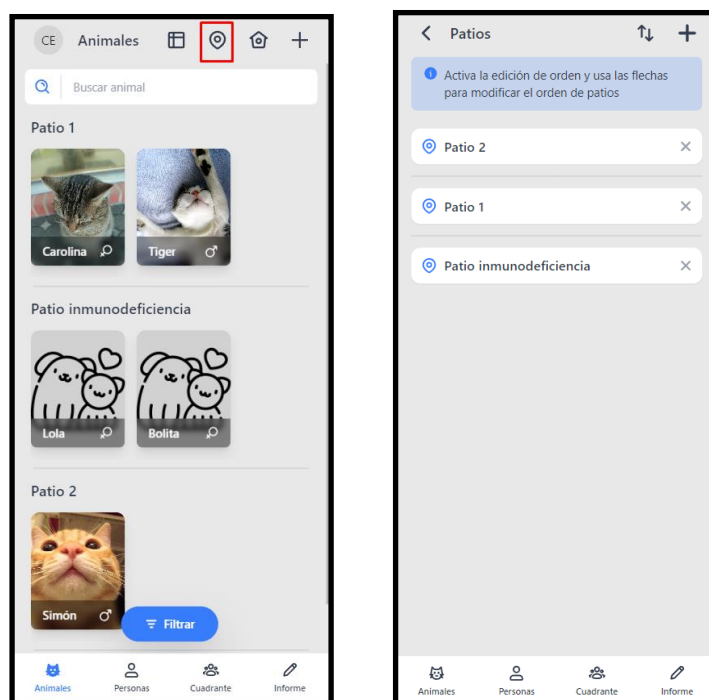 CE Animales
Buscar animal
Patio 1
Carolina
Tiger
Patio inmunodeficiencia
Lola
Bolita
Patio 2
Simón
Filtrar
Animales
Personas
Cuadrante
Informe
Patios
Activa la edición de orden y usa las flechas
para modificar el orden de patios
Patio 2
Patio 1
Patio inmunodeficiencia
Animales
Personas
Cuadrante
Informe